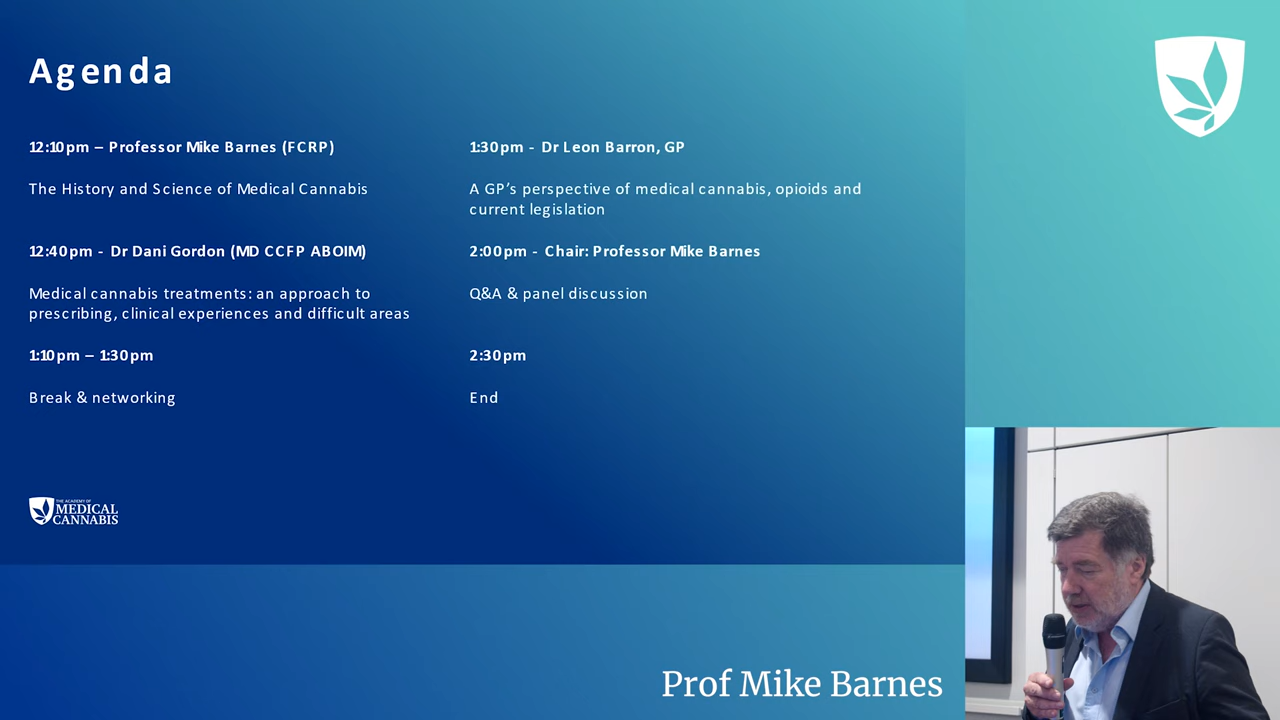 Agenda
12:10pm – Professor Mike Barnes (FCRP)
The History and Science of Medical Cannabis
12:40pm - Dr Dani Gordon (MD CCFP ABOIM)
Medical cannabis treatments: an approach to
prescribing, clinical experiences and difficult areas
1:10pm – 1:30pm
Break & networking
1:30pm - Dr Leon Barron, GP
A GP's perspective of medical cannabis, opioids and
current legislation
2:00pm - Chair: Professor Mike Barnes
Q&A & panel discussion
2:30pm
End
THE ACADEMY OF
MEDICAL
CANNABIS
Prof Mike Barnes